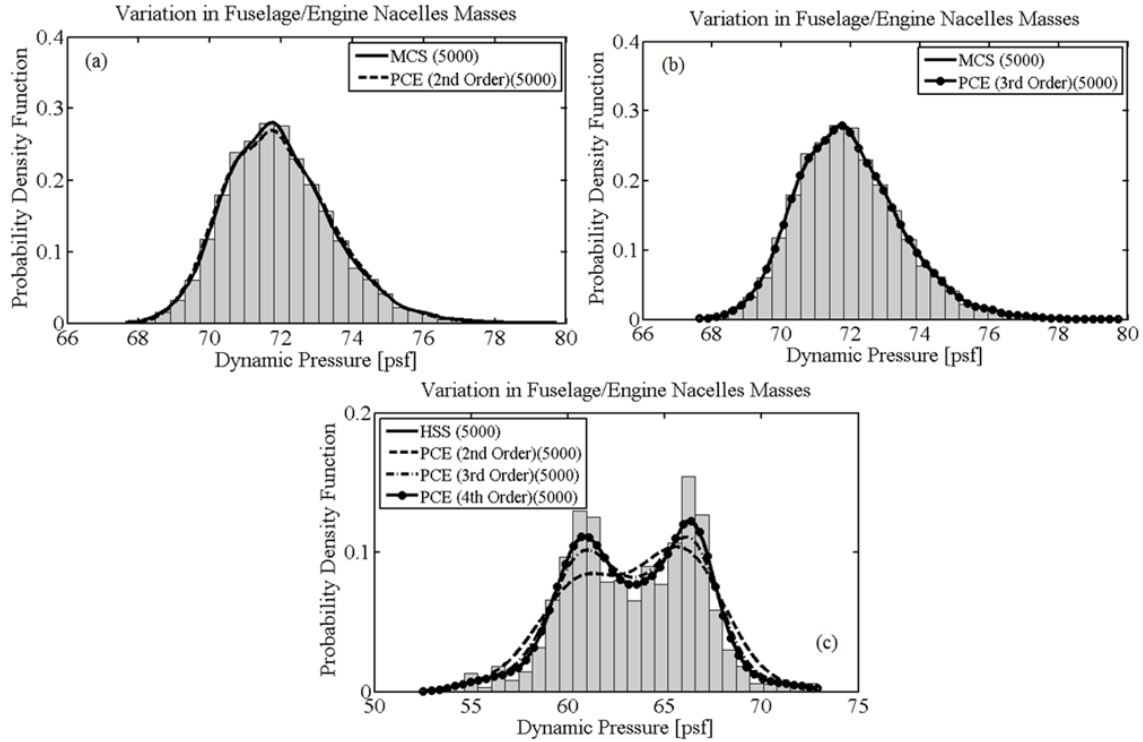 Variation in Fuselage/Engine Nacelles Masses
(a)
MCS (5000)
PCE (2nd Order)(5000)
Probability Density Function
0.4
0.3
0.2
0.1
0
66
68
70
72
74
76
78
80
Dynamic Pressure [psf]
Variation in Fuselage/Engine Nacelles Masses
(b)
MCS (5000)
PCE (3rd Order)(5000)
Probability Density Function
0.4
0.3
0.2
0.1
0
66
68
70
72
74
76
78
80
Dynamic Pressure [psf]
Variation in Fuselage/Engine Nacelles Masses
HSS (5000)
PCE (2nd Order)(5000)
PCE (3rd Order)(5000)
PCE (4th Order)(5000)
(c)
Probability Density Function
0.2
0.1
0
50
55
60
65
70
75
Dynamic Pressure [psf]